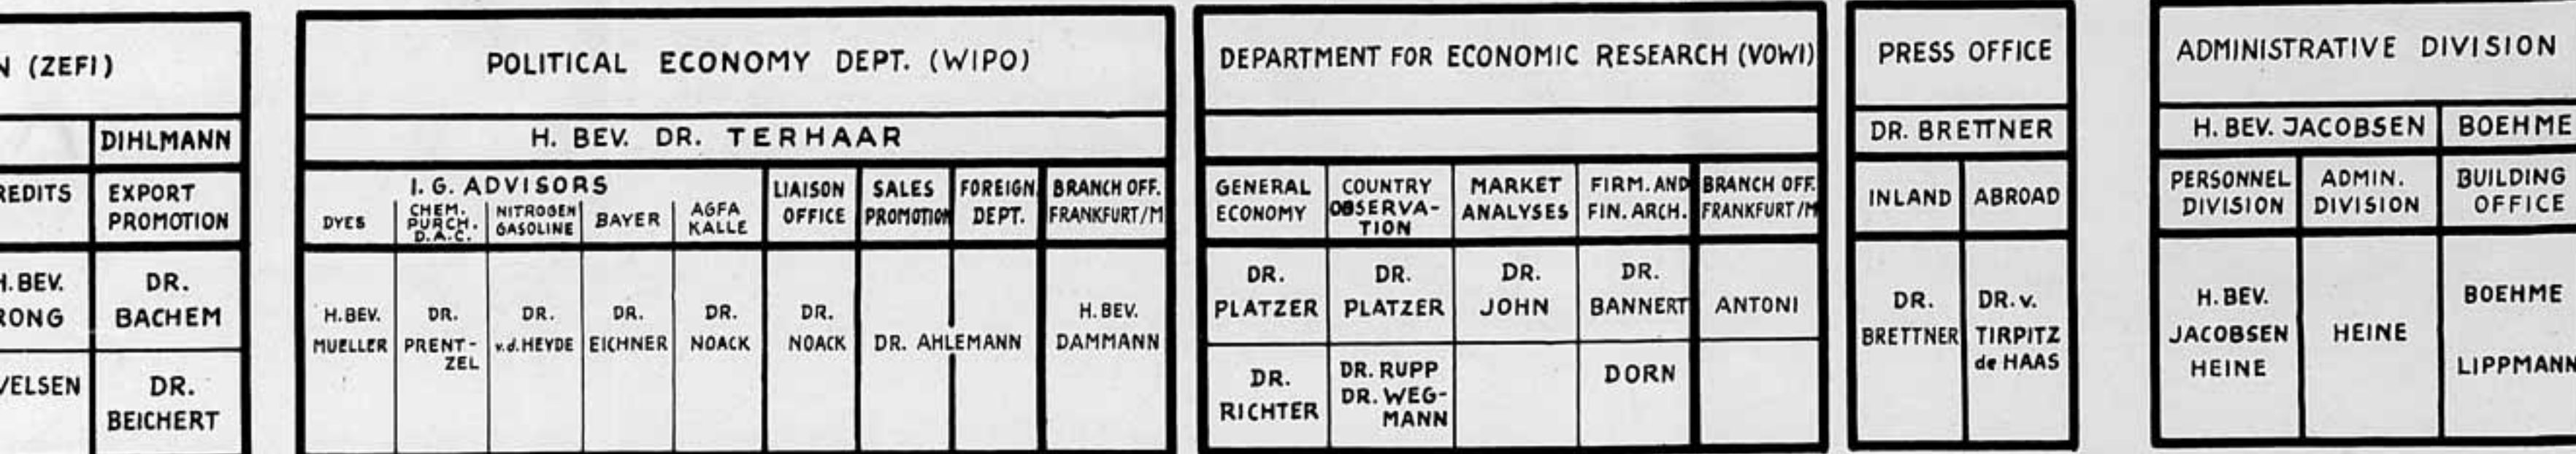 N (ZEFI)
DIHLMANN
REDITS
EXPORT
PROMOTION
H. BEV.
RONG
DR.
BACHEM
VELSEN
DR.
BEICHERT
POLITICAL ECONOMY DEPT. (WIPO)
H. BEV. DR. TERHAAR
I. G. ADVISORS
DYES
CHEM.
PURCH.
D.A.C.
NITROGEN
GASOLINE
BAYER
AGFA
KALLE
LIAISON
OFFICE
SALES
PROMOTION
FOREIGN
DEPT.
BRANCH OFF.
FRANKFURT/M
H. BEV.
MUELLER
DR.
PRENT-
ZEL
DR.
v.d. HEYDE
DR.
EICHNER
DR.
NOACK
DR.
NOACK
DR. AHLEMANN
H. BEV.
DAMMANN
DEPARTMENT FOR ECONOMIC RESEARCH (VOWI)
GENERAL
ECONOMY
COUNTRY
OBSERVA-
TION
MARKET
ANALYSES
FIRM. AND
FIN. ARCH.
BRANCH OFF.
FRANKFURT/M
DR.
PLATZER
DR.
PLATZER
DR.
JOHN
DR.
BANNERT
ANTONI
DR.
RICHTER
DR. RUPP
DR. WEG-
MANN
DORN
PRESS OFFICE
DR. BRETTNER
INLAND
ABROAD
DR.
BRETTNER
DR. v.
TIRPITZ
de HAAS
ADMINISTRATIVE DIVISION
H. BEV. JACOBSEN
BOEHME
PERSONNEL
DIVISION
ADMIN.
DIVISION
BUILDING
OFFICE
H. BEV.
JACOBSEN
HEINE
HEINE
BOEHME
LIPPMANN